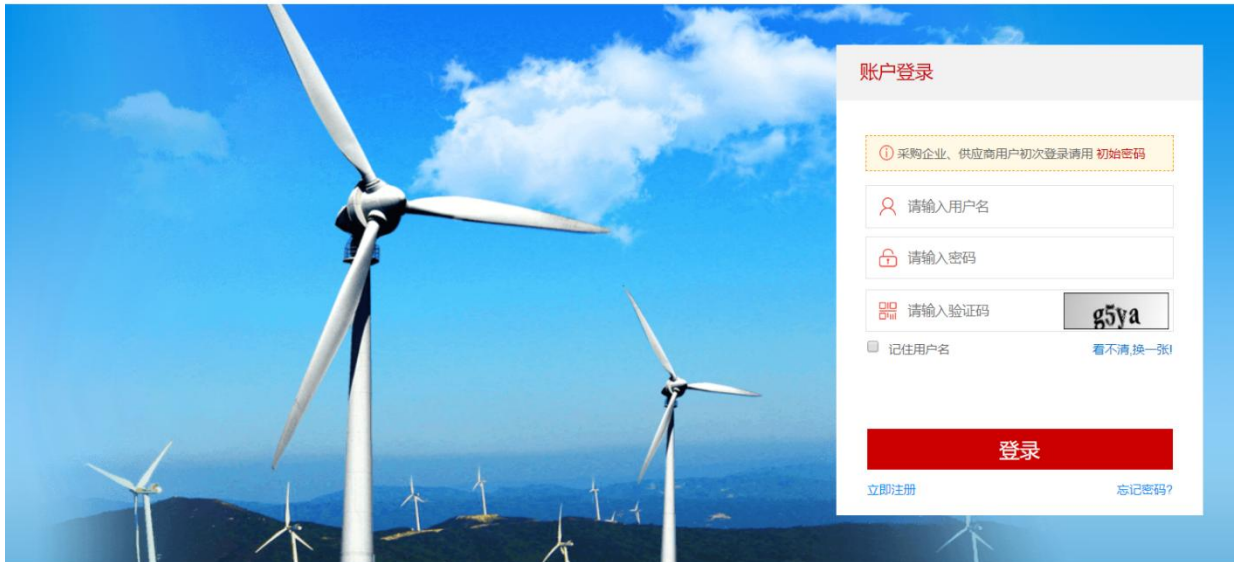 账户登录
采购企业、供应商用户初次登录请用 初始密码
请输入用户名
请输入密码
请输入验证码 g5ya
记住用户名 看不清,换一张!
登录
立即注册 忘记密码?